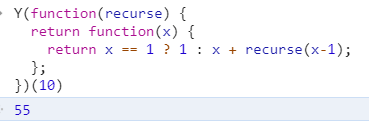 Y(function(recurse) {
  return function(x) {
    return x == 1 ? 1 : x + recurse(x-1);
  };
})(10)
55